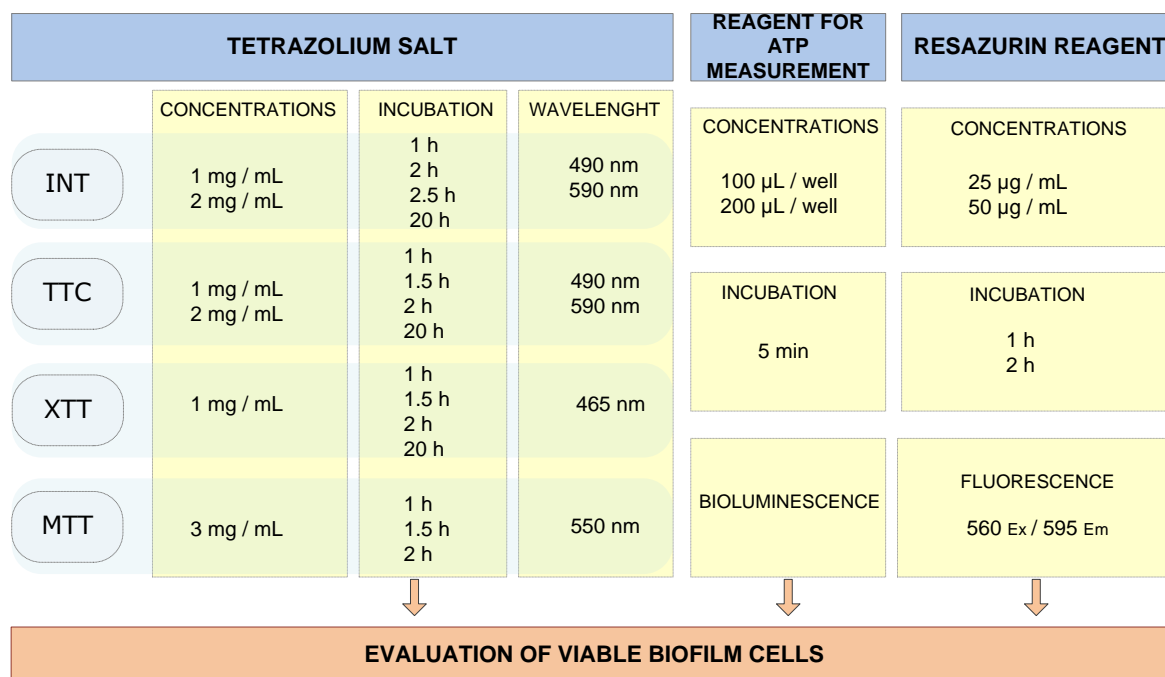 TETRAZOLIUM SALT
CONCENTRATIONS
INCUBATION
WAVELENGHT
INT
1 mg / mL
2 mg / mL
1 h
2 h
2.5 h
20 h
490 nm
590 nm
TTC
1 mg / mL
2 mg / mL
1 h
1.5 h
2 h
20 h
490 nm
590 nm
XTT
1 mg / mL
1 h
1.5 h
2 h
20 h
465 nm
MTT
3 mg / mL
1 h
1.5 h
2 h
550 nm
REAGENT FOR
ATP
MEASUREMENT
CONCENTRATIONS
100 µL / well
200 µL / well
INCUBATION
5 min
BIOLUMINESCENCE
RESAZURIN REAGENT
CONCENTRATIONS
25 µg / mL
50 µg / mL
INCUBATION
1 h
2 h
FLUORESCENCE
560 Ex / 595 Em
EVALUATION OF VIABLE BIOFILM CELLS